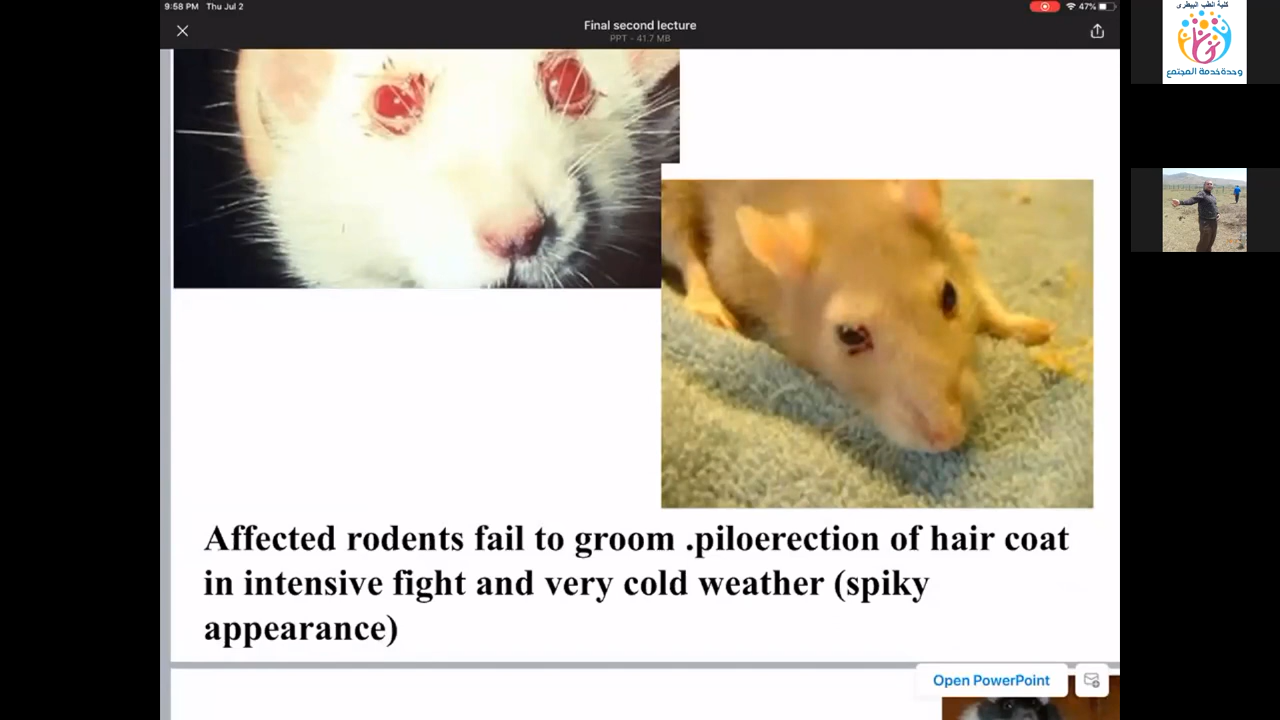 9:58 PM Thu Jul 2
47%
Final second lecture
PPT - 41.7 MB
كلية الطب البيطرى
وحدة خدمة المجتمع
Affected rodents fail to groom .piloerection of hair coat
in intensive fight and very cold weather (spiky
appearance)
Open PowerPoint